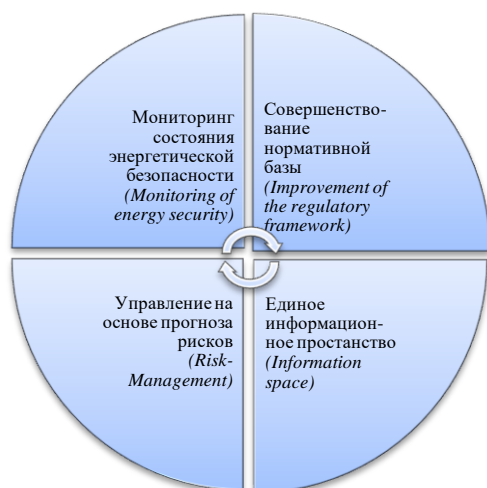 Мониторинг
состояния
энергетической
безопасности
(Monitoring of
energy security)
Совершенство-
вание
нормативной
базы
(Improvement of
the regulatory
framework)
Управление на
основе прогноза
рисков
(Risk-
Management)
Единое
информацион-
ное простанство
(Information
space)